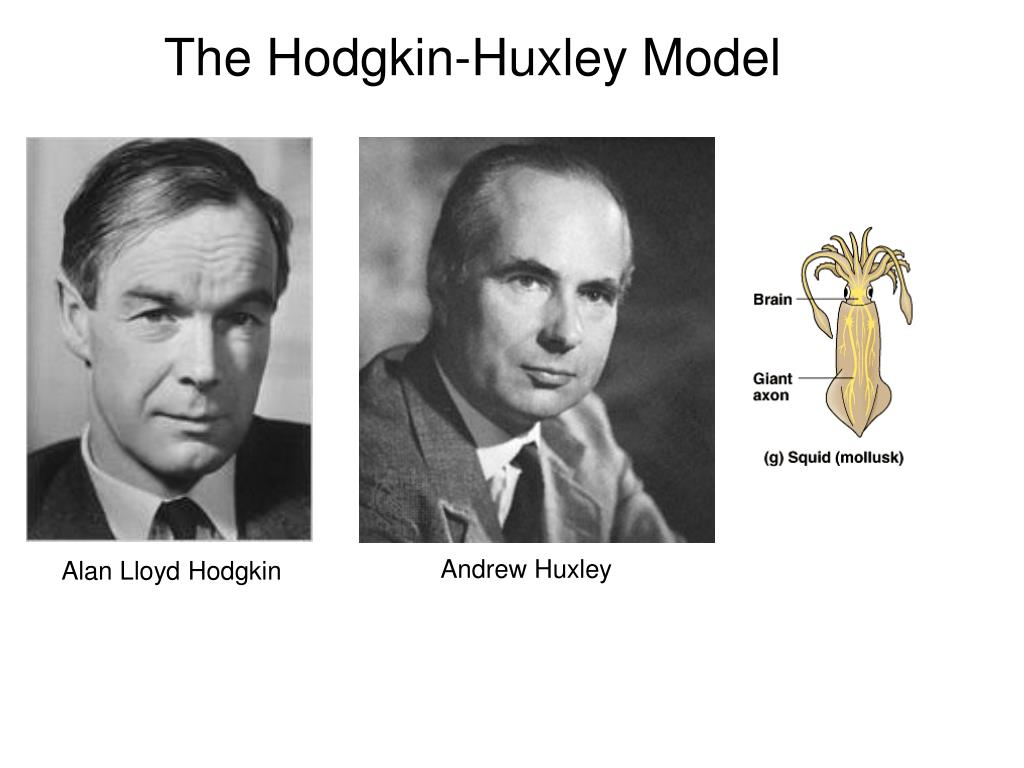 The Hodgkin-Huxley Model
Brain
Giant
axon
(g) Squid (mollusk)
Alan Lloyd Hodgkin
Andrew Huxley